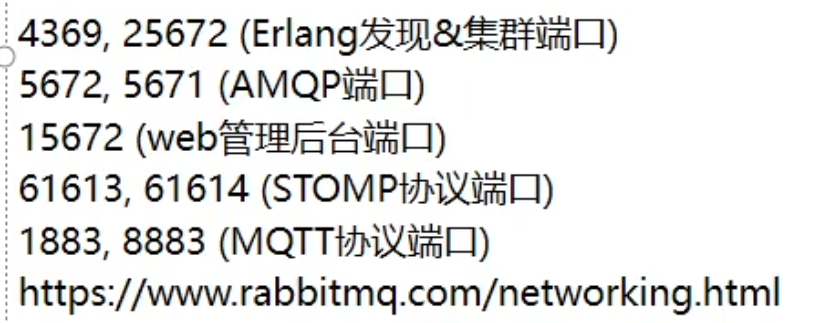 4369, 25672 (Erlang发现&集群端口)
5672, 5671 (AMQP端口)
15672 (web管理后台端口)
61613, 61614 (STOMP协议端口)
1883, 8883 (MQTT协议端口)
https://www.rabbitmq.com/networking.html